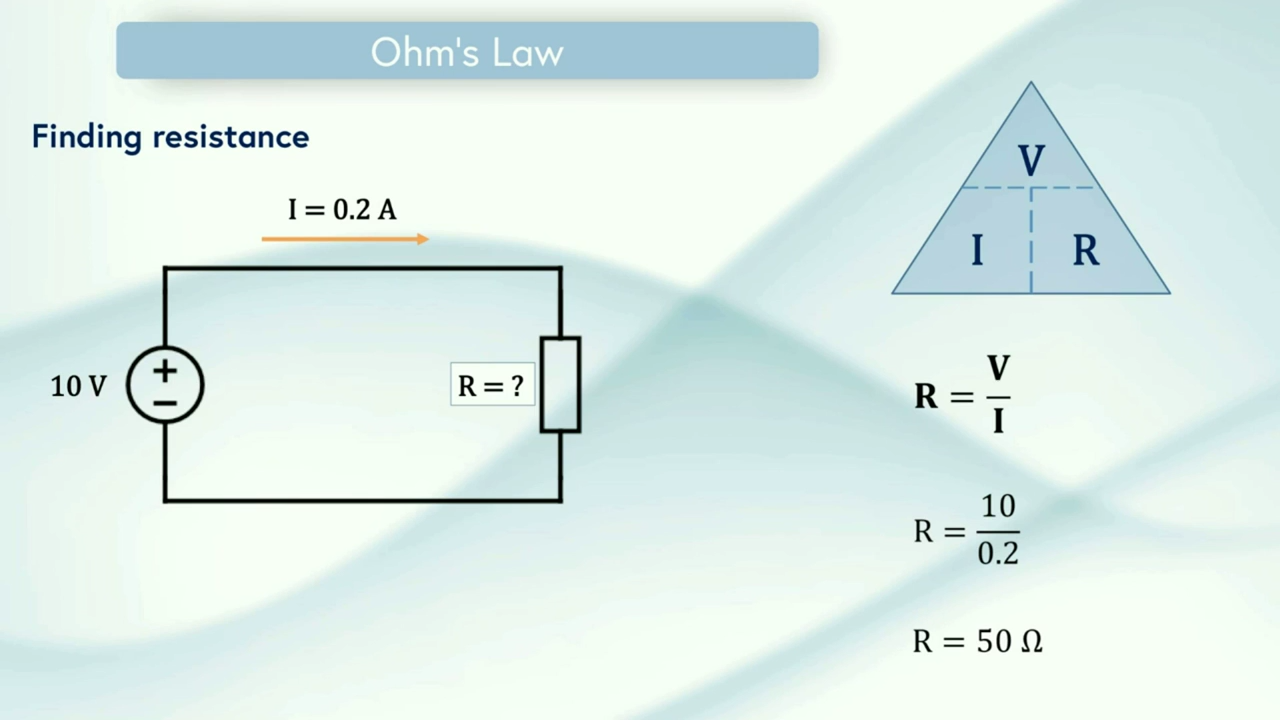 Ohm's Law
Finding resistance
I = 0.2 A
10 V
+
−
R = ?
V
I R
R = V/I
R = 10/0.2
R = 50 Ω